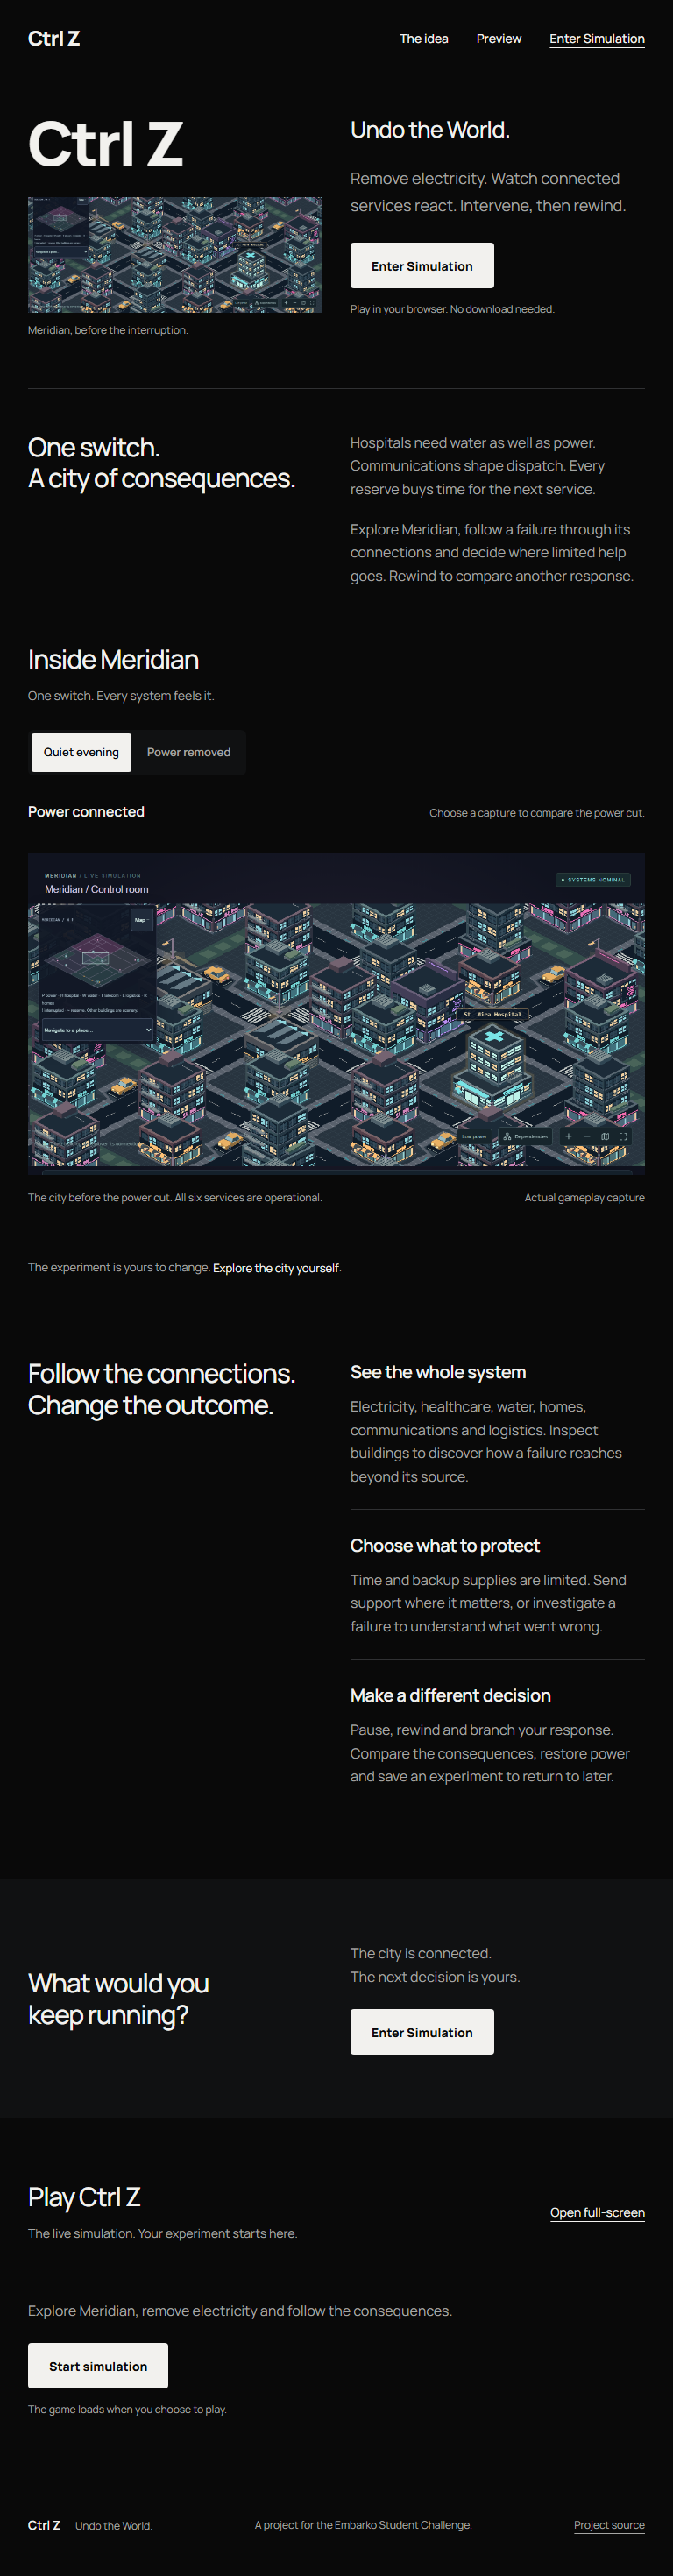 Ctrl Z
The idea
Preview
Enter Simulation
Ctrl Z
Meridian, before the interruption.
Undo the World.
Remove electricity. Watch connected
services react. Intervene, then rewind.
Enter Simulation
Play in your browser. No download needed.
One switch.
A city of consequences.
Hospitals need water as well as power.
Communications shape dispatch. Every
reserve buys time for the next service.
Explore Meridian, follow a failure through its
connections and decide where limited help
goes. Rewind to compare another response.
Inside Meridian
One switch. Every system feels it.
Quiet evening
Power removed
Power connected
Choose a capture to compare the power cut.
MERIDIAN / LIVE SIMULATION
Meridian / Control room
SYSTEMS NOMINAL
Map
Navigate to a place...
St. Mira Hospital
Low power
Dependencies
The city before the power cut. All six services are operational.
Actual gameplay capture
The experiment is yours to change. Explore the city yourself.
Follow the connections.
Change the outcome.
See the whole system
Electricity, healthcare, water, homes,
communications and logistics. Inspect
buildings to discover how a failure reaches
beyond its source.
Choose what to protect
Time and backup supplies are limited. Send
support where it matters, or investigate a
failure to understand what went wrong.
Make a different decision
Pause, rewind and branch your response.
Compare the consequences, restore power
and save an experiment to return to later.
What would you
keep running?
The city is connected.
The next decision is yours.
Enter Simulation
Play Ctrl Z
The live simulation. Your experiment starts here.
Open full-screen
Explore Meridian, remove electricity and follow the consequences.
Start simulation
The game loads when you choose to play.
Ctrl Z
Undo the World.
A project for the Embarko Student Challenge.
Project source